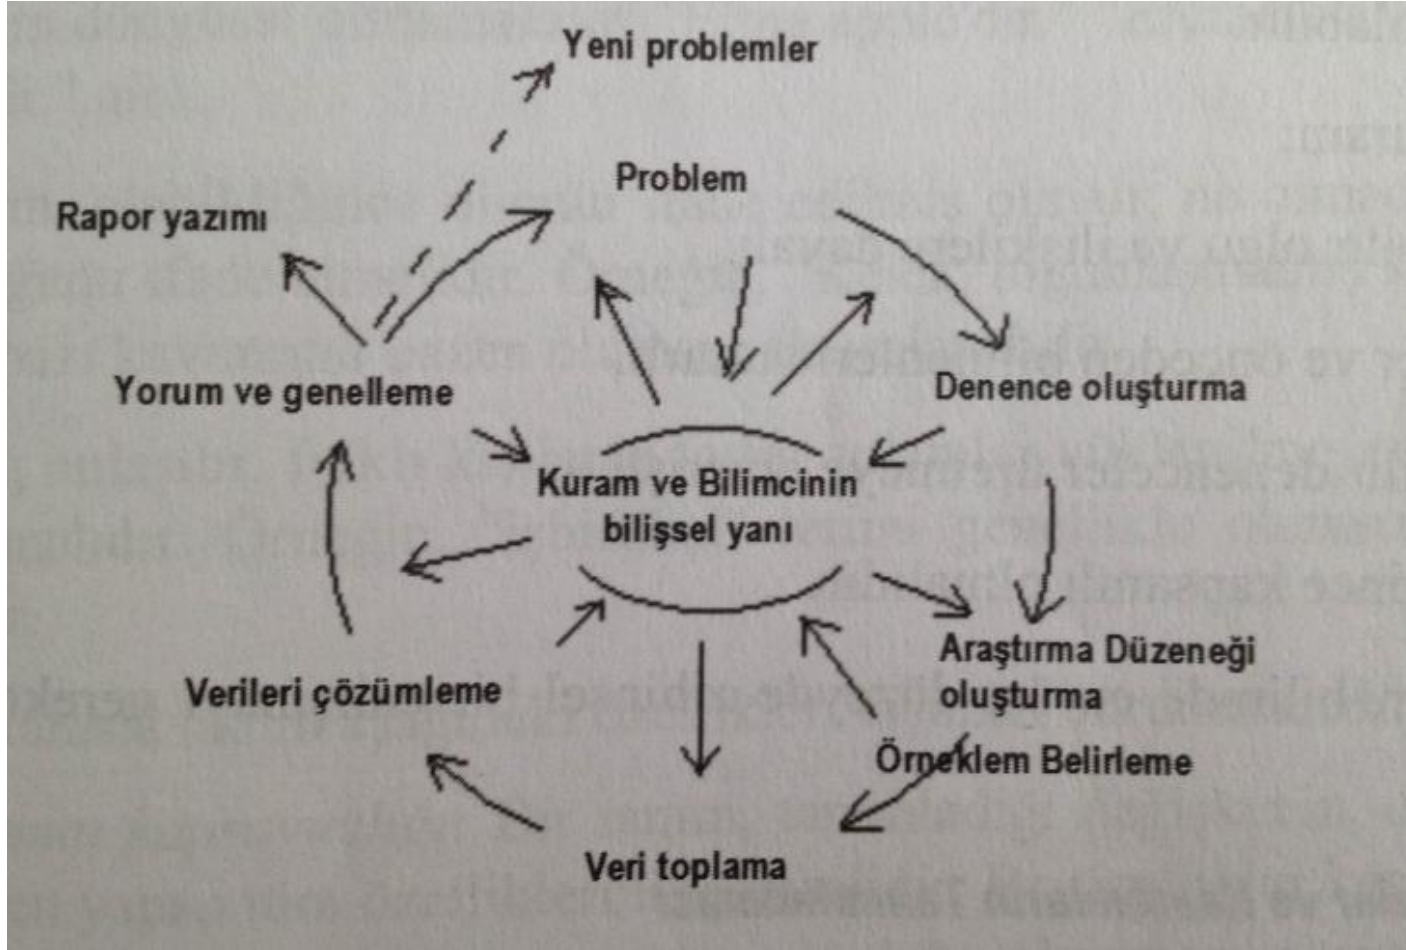 Yeni problemler
Problem
Rapor yazımı
Yorum ve genelleme
Denence oluşturma
Kuram ve Bilimcinin
bilişsel yanı
Araştırma Düzeneği
oluşturma
Verileri çözümleme
Örneklem Belirleme
Veri toplama